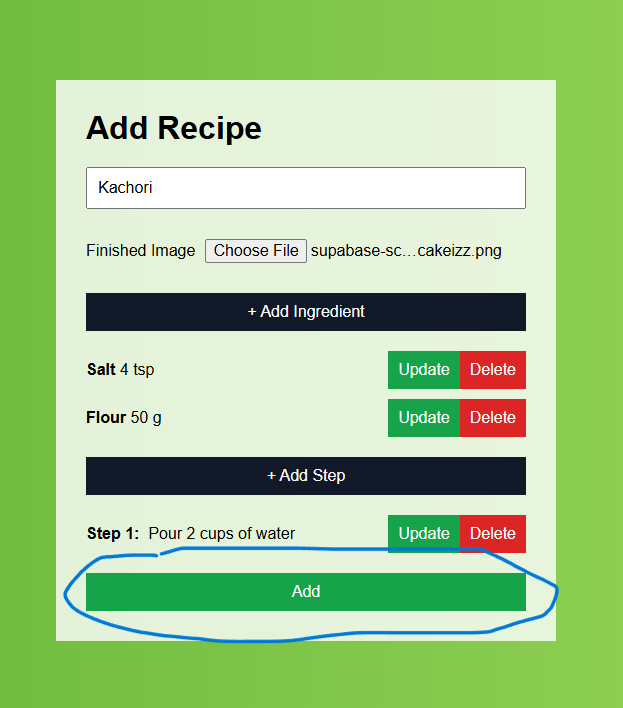 Add Recipe
Kachori
Finished Image Choose File supabase-sc...cakeizz.png
+ Add Ingredient
Salt 4 tsp Update Delete
Flour 50 g Update Delete
+ Add Step
Step 1: Pour 2 cups of water Update Delete
Add